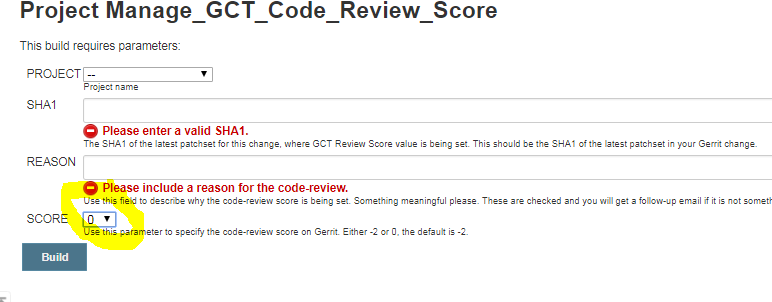 Project Manage_GCT_Code_Review_Score
This build requires parameters:
PROJECT --
Project name
SHA1
Please enter a valid SHA1.
The SHA1 of the latest patchset for this change, where GCT Review Score value is being set. This should be the SHA1 of the latest patchset in your Gerrit change.
REASON
Please include a reason for the code-review.
Use this field to describe why the code-review score is being set. Something meaningful please. These are checked and you will get a follow-up email if it is not someth
SCORE 0
Use this parameter to specify the code-review score on Gerrit. Either -2 or 0, the default is -2.
Build